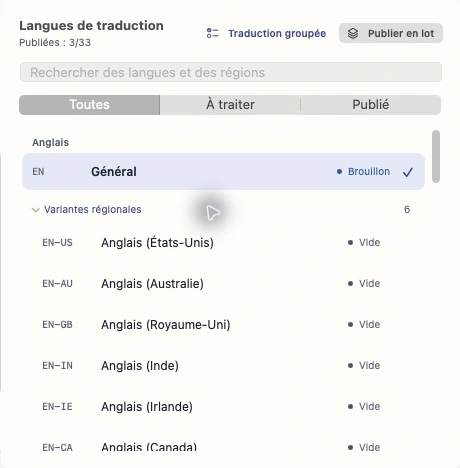 Langues de traduction
Publiées : 3/33
Traduction groupée
Publier en lot
Rechercher des langues et des régions
Toutes
À traiter
Publié
Anglais
EN Général Brouillon
Variantes régionales 6
EN-US Anglais (États-Unis) Vide
EN-AU Anglais (Australie) Vide
EN-GB Anglais (Royaume-Uni) Vide
EN-IN Anglais (Inde) Vide
EN-IE Anglais (Irlande) Vide
EN-CA Anglais (Canada) Vide